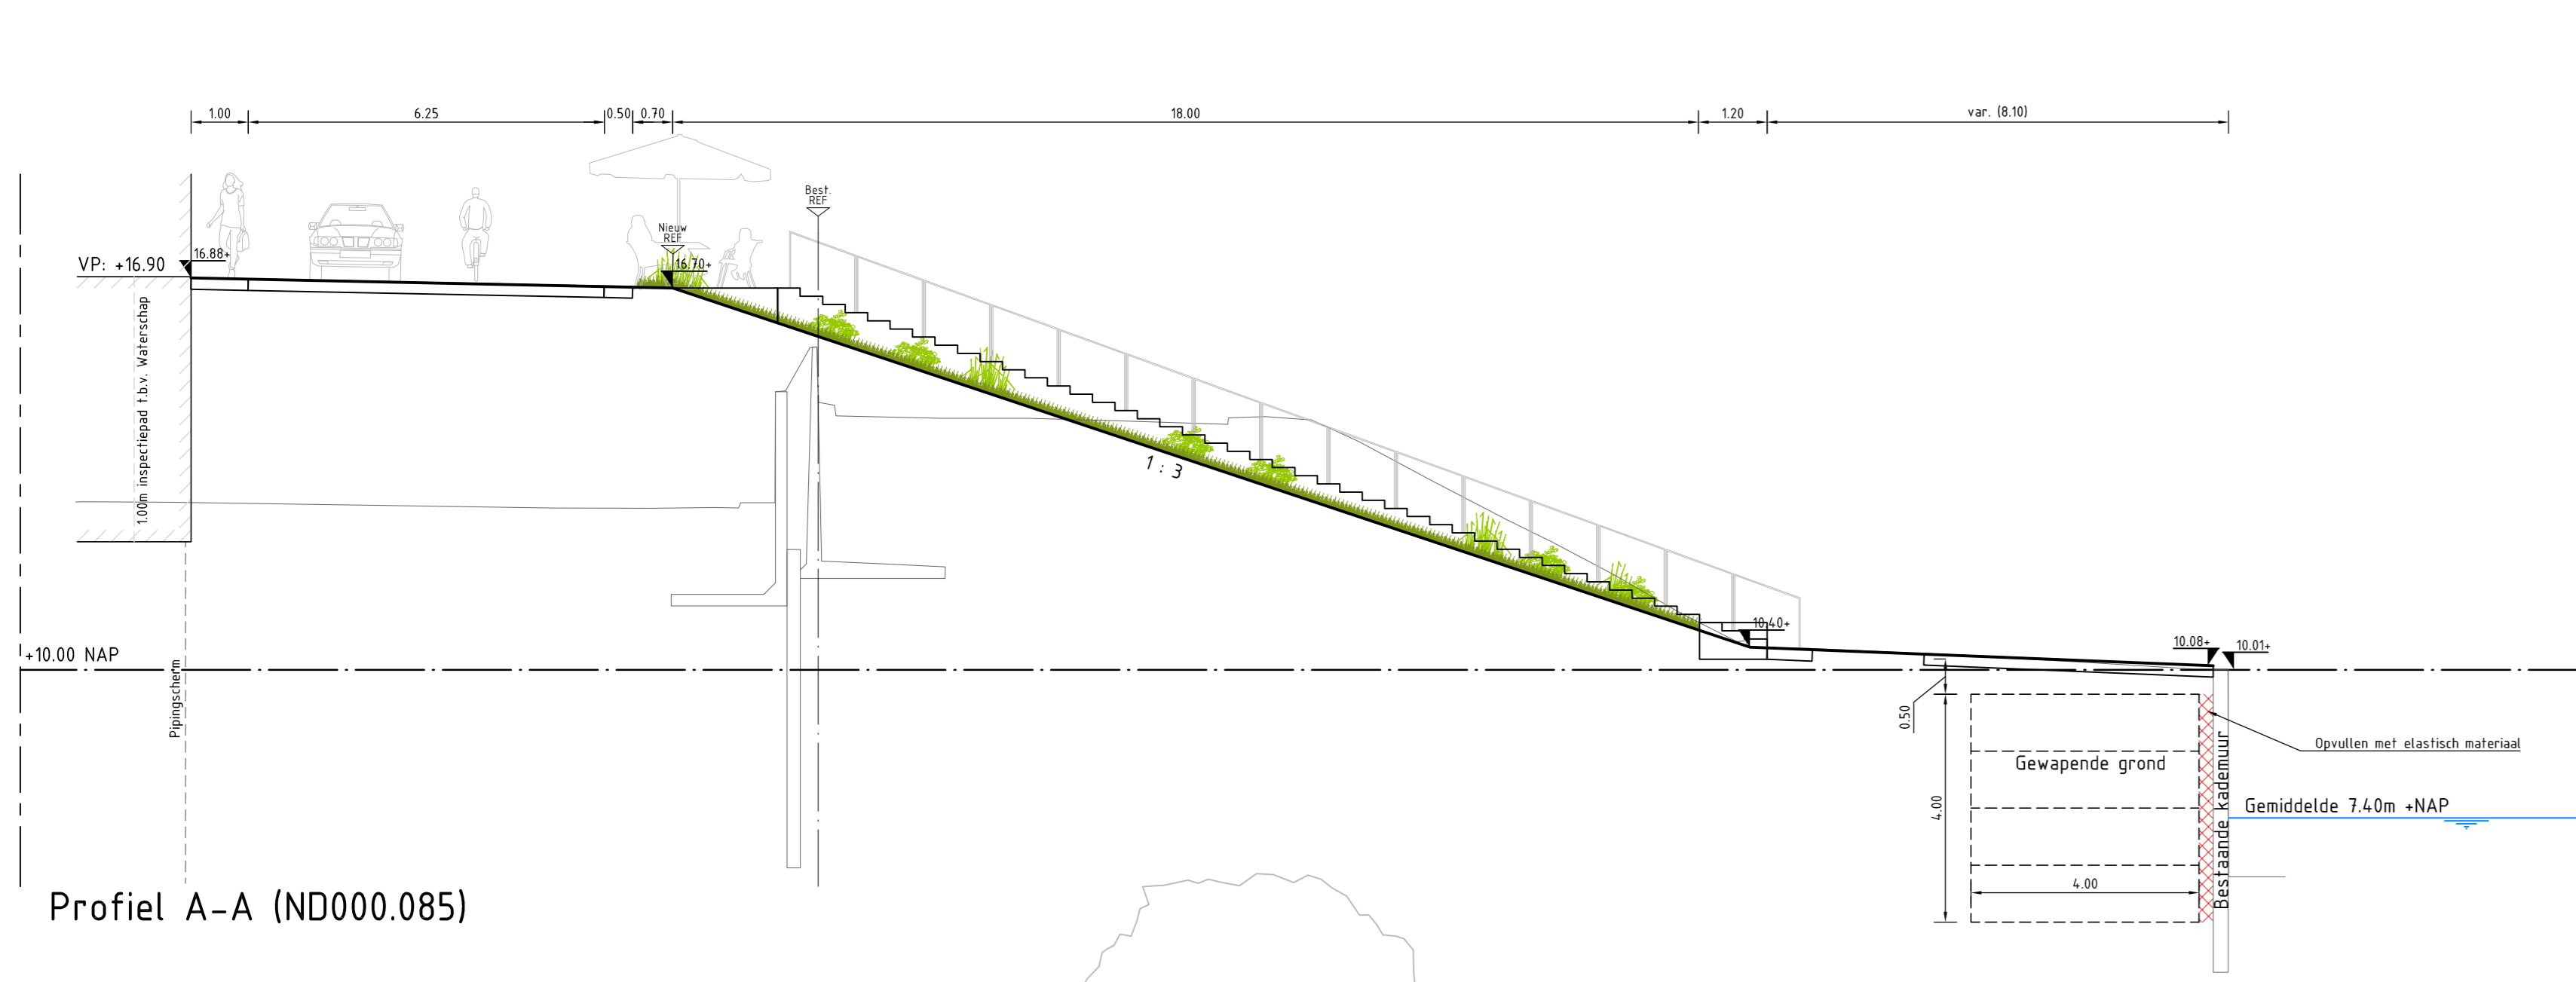 1.00
6.25
0.50
0.70
18.00
1.20
var. (8.10)
Best.
REF
Nieuw
REF
VP: +16.90
16.88+
16.70+
1.00m inspectiepad t.b.v. Waterschap
1 : 3
10.40+
10.08+
10.01+
+10.00 NAP
Pipingscherm
0.50
Opvullen met elastisch materiaal
Gewapende grond
4.00
Bestaande kademuur
Gemiddelde 7.40m +NAP
4.00
Profiel A-A (ND000.085)